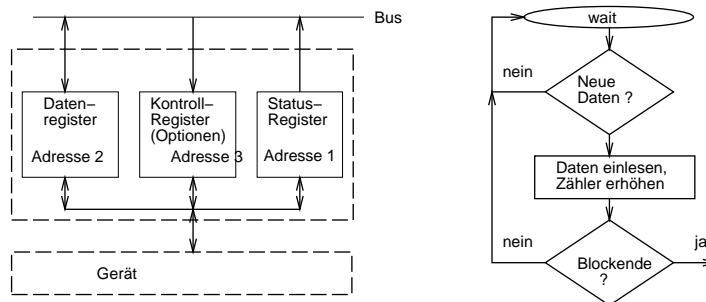 Bus
Daten–
register
Adresse 2
Kontroll-
Register
(Optionen)
Adresse 3
Status-
Register
Adresse 1
Gerät
wait
nein
Neue
Daten ?
Daten einlesen,
Zähler erhöhen
nein
ja
Blockende
?